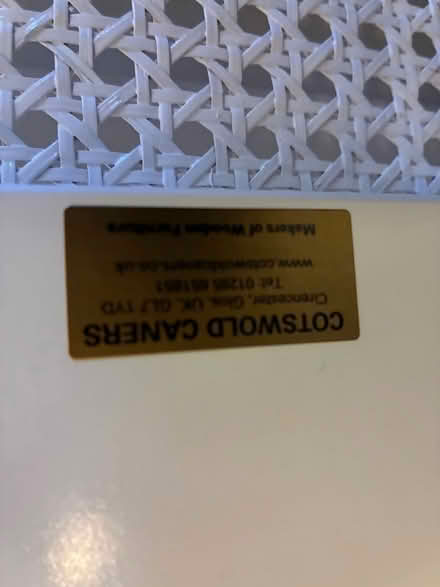 COTSWOLD CANERS
Cirencester, Glos, UK. GL7 1YD
Tel: 01285
www.cotswoldcaners.co.uk
Makers of Wooden Furniture